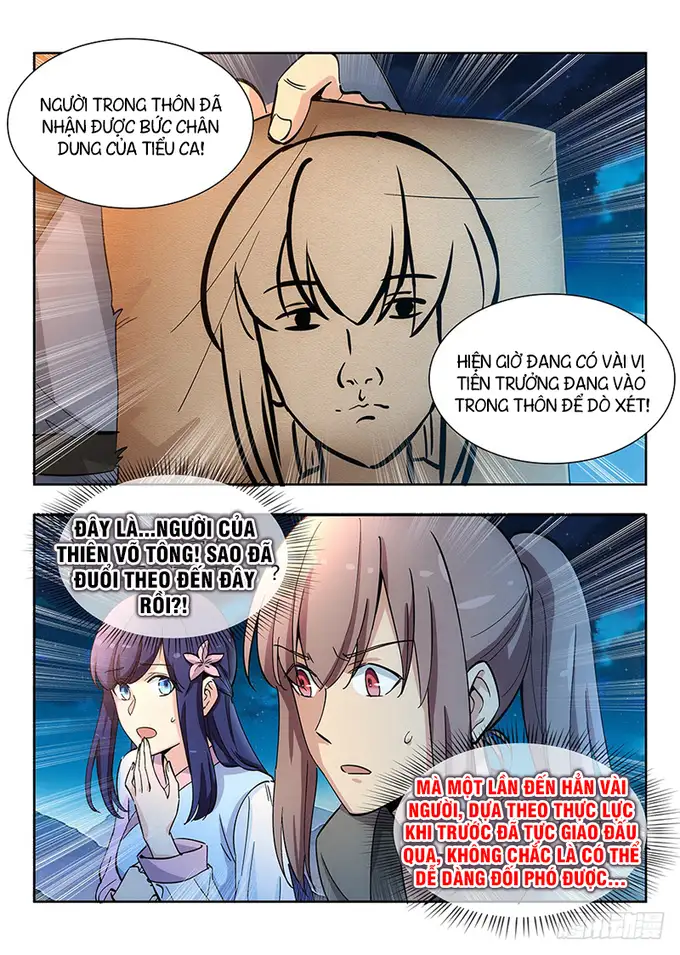 NGƯỜI TRONG THÔN ĐÃ
NHẬN ĐƯỢC BỨC CHÂN
DUNG CỦA TIỂU CA!
HIỆN GIỜ ĐANG CÓ VÀI VỊ
TIÊN TRƯỞNG ĐANG VÀO
TRONG THÔN ĐỂ DÒ XÉT!
ĐÂY LÀ...NGƯỜI CỦA
THIÊN VÕ TÔNG! SAO ĐÃ
ĐUỔI THEO ĐẾN ĐÂY
RỒI?!
?
MÀ MỘT LẦN ĐẾN HẲN VÀI
NGƯỜI, DỰA THEO THỰC LỰC
KHI TRƯỚC ĐÃ TỤC GIAO ĐẤU
QUA, KHÔNG CHẮC LÀ CÓ THỂ
DỄ DÀNG ĐỐI PHÓ ĐƯỢC...